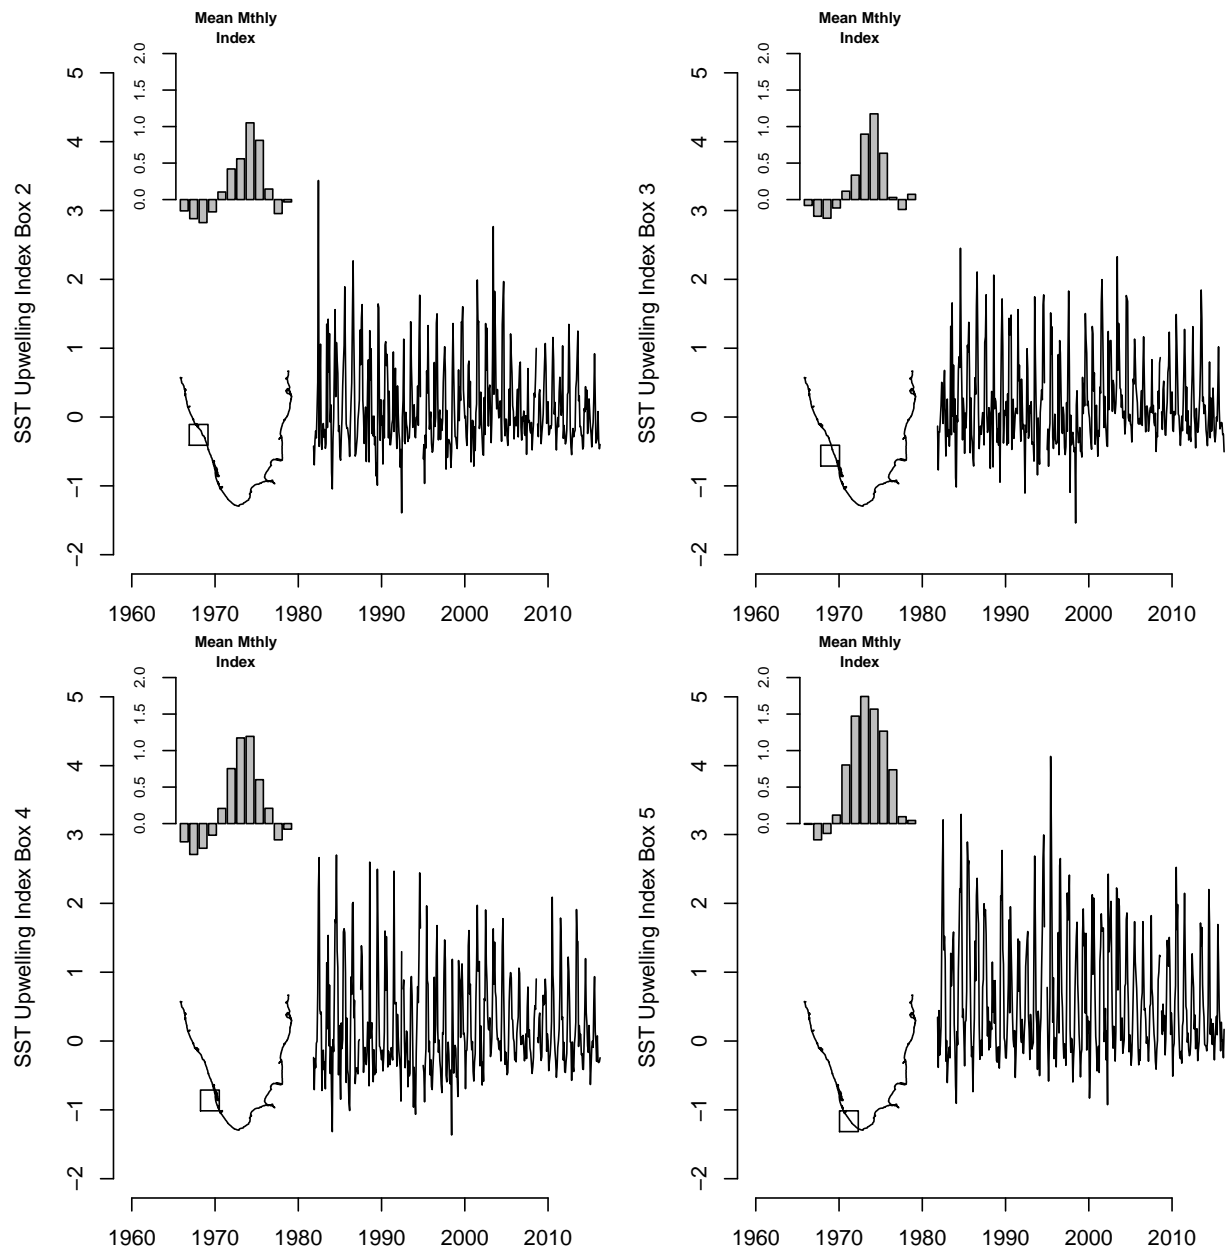 Mean Mthly
Index
0.0 0.5 1.0 1.5 2.0
SST Upwelling Index Box 2
−2 −1 0 1 2 3 4 5
1960 1970 1980 1990 2000 2010
Mean Mthly
Index
0.0 0.5 1.0 1.5 2.0
SST Upwelling Index Box 3
−2 −1 0 1 2 3 4 5
1960 1970 1980 1990 2000 2010
Mean Mthly
Index
0.0 0.5 1.0 1.5 2.0
SST Upwelling Index Box 4
−2 −1 0 1 2 3 4 5
1960 1970 1980 1990 2000 2010
Mean Mthly
Index
0.0 0.5 1.0 1.5 2.0
SST Upwelling Index Box 5
−2 −1 0 1 2 3 4 5
1960 1970 1980 1990 2000 2010